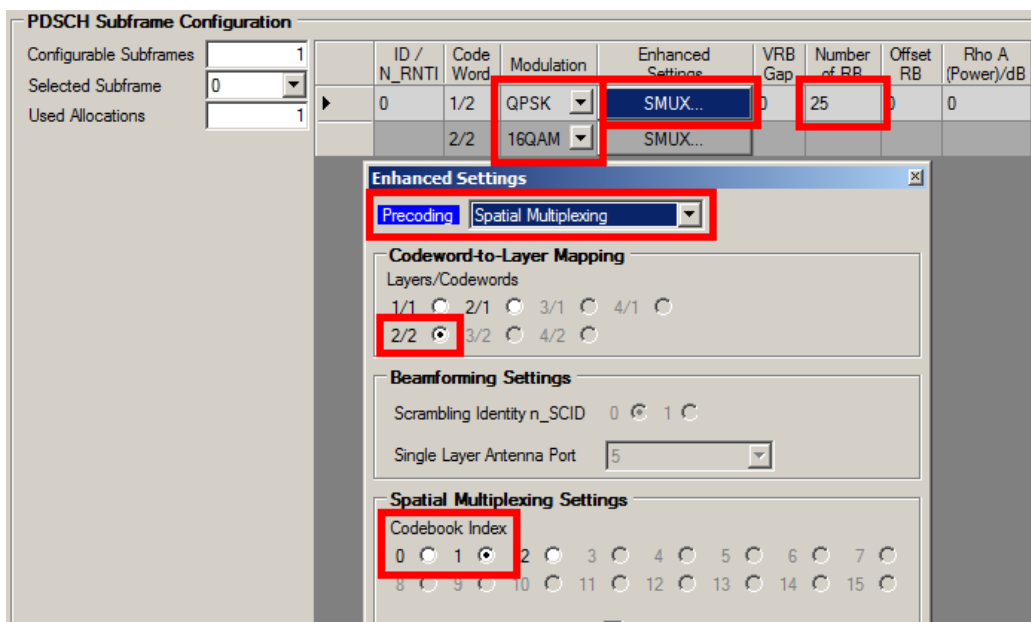 PDSCH Subframe Configuration
Configurable Subframes 1
Selected Subframe 0
Used Allocations 1
ID / N_RNTI Code Word Modulation Enhanced Settings VRB Gap Number of RB Offset RB Rho A (Power)/dB
0 1/2 QPSK SMUX... 0 25 0 0
2/2 16QAM SMUX...
Enhanced Settings
Precoding Spatial Multiplexing
Codeword-to-Layer Mapping
Layers/Codewords
1/1 2/1 3/1 4/1
2/2 3/2 4/2
Beamforming Settings
Scrambling Identity n_SCID 0 1
Single Layer Antenna Port 5
Spatial Multiplexing Settings
Codebook Index
0 1 2 3 4 5 6 7
8 9 10 11 12 13 14 15